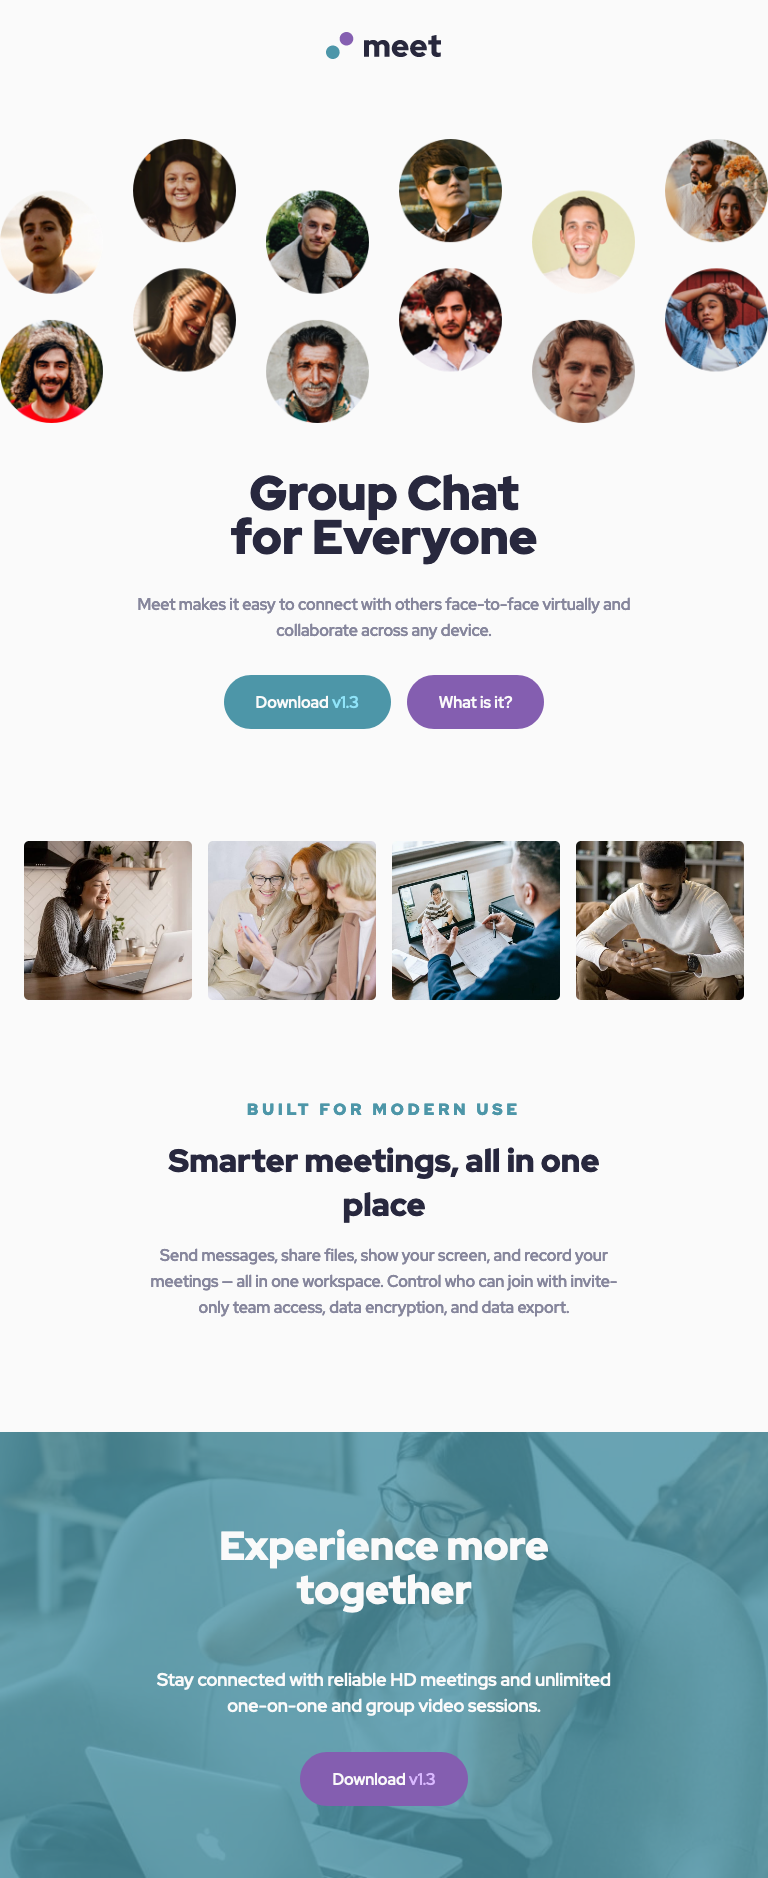 meet
Group Chat
for Everyone
Meet makes it easy to connect with others face-to-face virtually and
collaborate across any device.
Download v1.3
What is it?
BUILT FOR MODERN USE
Smarter meetings, all in one
place
Send messages, share files, show your screen, and record your
meetings — all in one workspace. Control who can join with invite-
only team access, data encryption, and data export.
Experience more
together
Stay connected with reliable HD meetings and unlimited
one-on-one and group video sessions.
Download v1.3